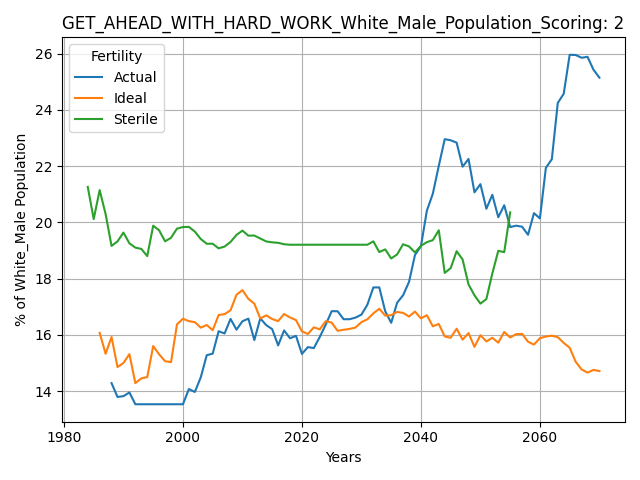 GET_AHEAD_WITH_HARD_WORK_White_Male_Population_Scoring: 2
Fertility
Actual
Ideal
Sterile
% of White_Male Population
26
24
22
20
18
16
14
1980
2000
2020
2040
2060
Years